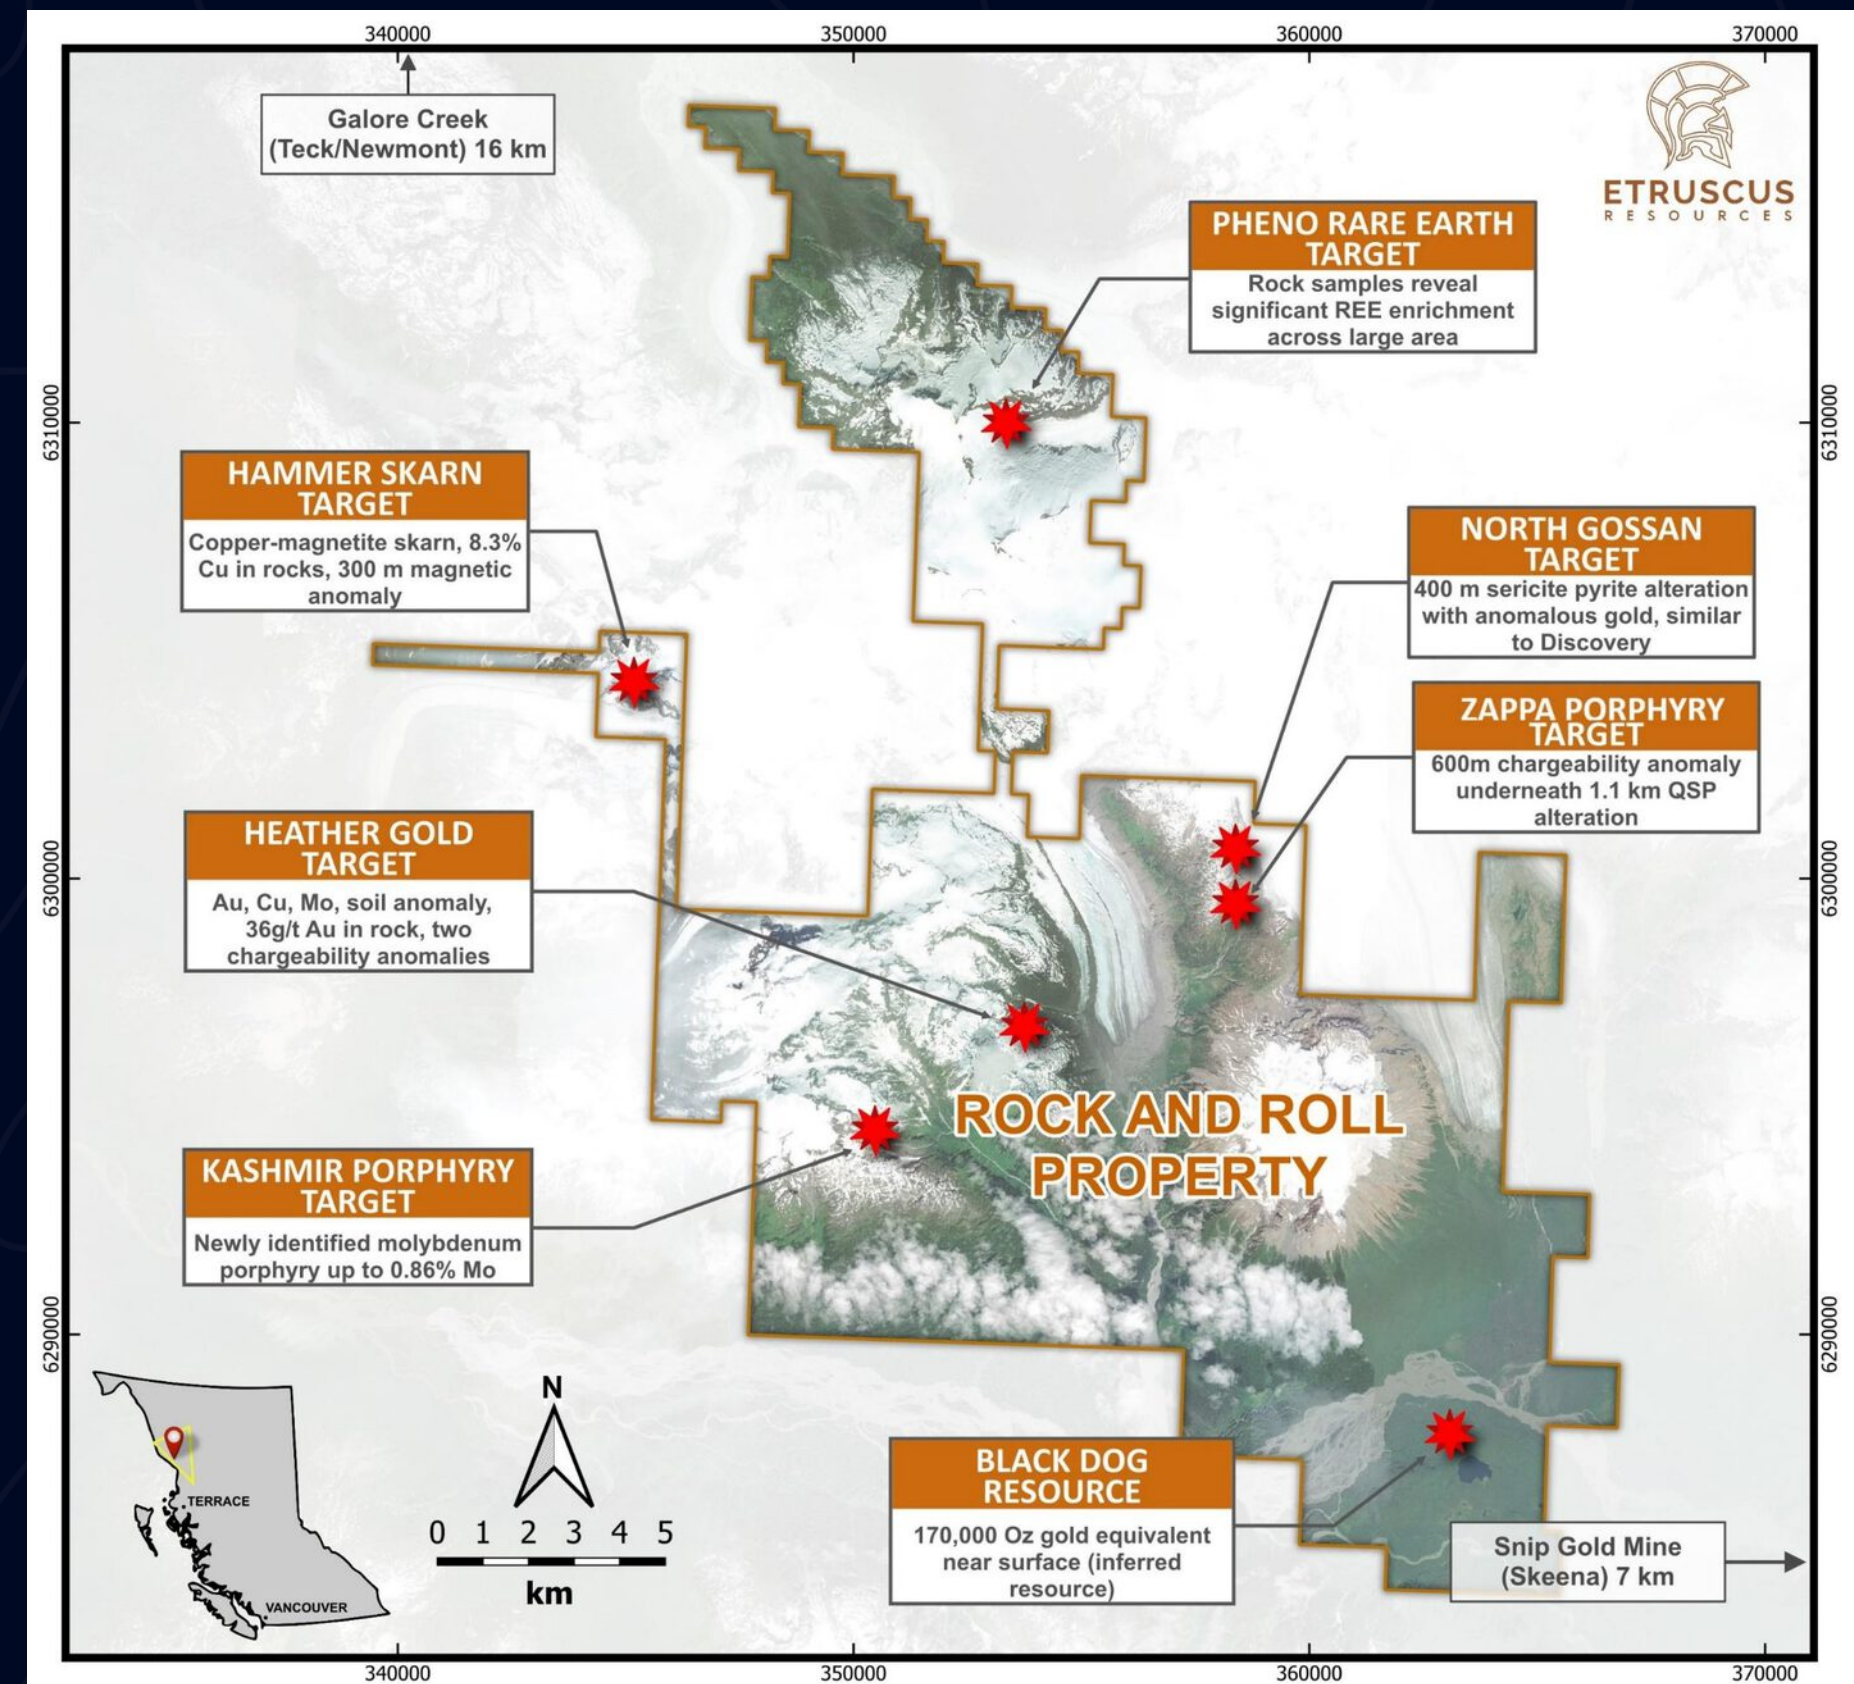 340000
350000
360000
370000
Galore Creek
(Teck/Newmont) 16 km
ETRUSCUS
RESOURCES
PHENO RARE EARTH
TARGET
Rock samples reveal
significant REE enrichment
across large area
6310000
6310000
HAMMER SKARN
TARGET
Copper-magnetite skarn, 8.3%
Cu in rocks, 300 m magnetic
anomaly
NORTH GOSSAN
TARGET
400 m sericite pyrite alteration
with anomalous gold, similar
to Discovery
ZAPPA PORPHYRY
TARGET
600m chargeability anomaly
underneath 1.1 km QSP
alteration
HEATHER GOLD
TARGET
Au, Cu, Mo, soil anomaly,
36g/t Au in rock, two
chargeability anomalies
6300000
6300000
ROCK AND ROLL
PROPERTY
KASHMIR PORPHYRY
TARGET
Newly identified molybdenum
porphyry up to 0.86% Mo
6290000
6290000
TERRACE
VANCOUVER
N
0 1 2 3 4 5
km
BLACK DOG
RESOURCE
170,000 Oz gold equivalent
near surface (inferred
resource)
Snip Gold Mine
(Skeena) 7 km
340000
350000
360000
370000